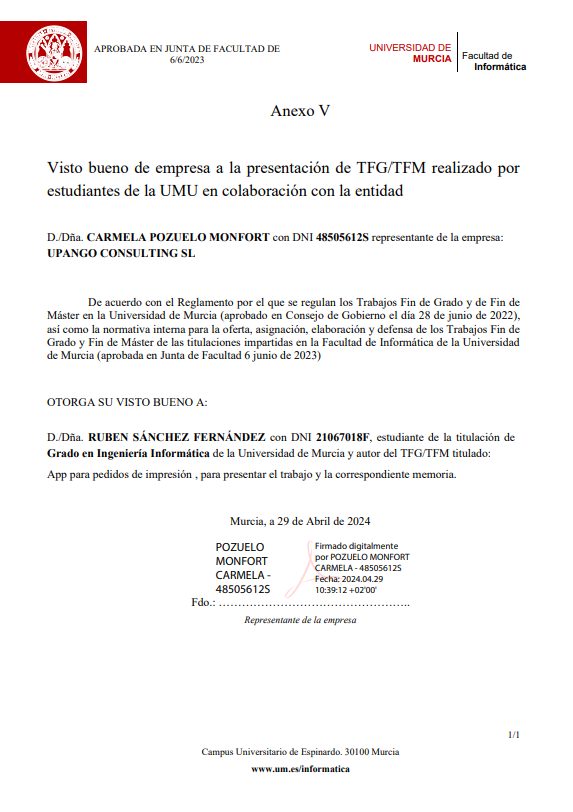 APROBADA EN JUNTA DE FACULTAD DE
6/6/2023
UNIVERSIDAD DE
MURCIA
Facultad de
Informática
Anexo V
Visto bueno de empresa a la presentación de TFG/TFM realizado por
estudiantes de la UMU en colaboración con la entidad
D./Dña. CARMELA POZUELO MONFORT con DNI 48505612S representante de la empresa:
UPANGO CONSULTING SL
De acuerdo con el Reglamento por el que se regulan los Trabajos Fin de Grado y de Fin de
Máster en la Universidad de Murcia (aprobado en Consejo de Gobierno el día 28 de junio de 2022),
así como la normativa interna para la oferta, asignación, elaboración y defensa de los Trabajos Fin de
Grado y Fin de Máster de las titulaciones impartidas en la Facultad de Informática de la Universidad
de Murcia (aprobada en Junta de Facultad 6 junio de 2023)
OTORGA SU VISTO BUENO A:
D./Dña. RUBEN SÁNCHEZ FERNÁNDEZ con DNI 21067018F, estudiante de la titulación de
Grado en Ingeniería Informática de la Universidad de Murcia y autor del TFG/TFM titulado:
App para pedidos de impresión , para presentar el trabajo y la correspondiente memoria.
Murcia, a 29 de Abril de 2024
POZUELO
MONFORT
CARMELA -
48505612S
Firmado digitalmente
por POZUELO MONFORT
CARMELA - 48505612S
Fecha: 2024.04.29
10:39:12 +02'00'
Fdo.: …………………………………………..
Representante de la empresa
1/1
Campus Universitario de Espinardo. 30100 Murcia
www.um.es/informatica